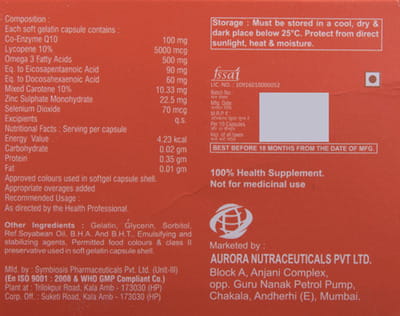 Composition :
Each soft gelatin capsule contains :
Co-Enzyme Q10 100 mg
Lycopene 10% 5000 mcg
Omega 3 Fatty Acids 500 mg
Eq. to Eicosapentaenoic Acid 90 mg
Eq. to Docosahexaenoic Acid 60 mg
Mixed Carotene 10% 10.33 mg
Zinc Sulphate Monohydrate 22.5 mg
Selenium Dioxide 70 mcg
Excipients q.s.
Nutritional Facts : Serving per capsule
Energy Value 4.23 kcal
Carbohydrate 0.02 gm
Protein 0.35 gm
Fat 0.1 gm
Approved colours used in softgel capsule shell.
Appropriate overages added
Recommended Usage :
As directed by the Health Professional.
Other Ingredients : Gelatin, Glycerin, Sorbitol,
Ref.Soyabean Oil, B.H.A. And B.H.T., Emulsifying and
stabilizing agents, Permitted food colours & class II
preservative used in soft gelatin capsule shell.
Mfd. by : Symbiosis Pharmaceuticals Pvt. Ltd. (Unit-III)
(An EN ISO 9001 : 2008 & WHO GMP Compliant Co.)
Plant at : Trilokpur Road, Kala Amb - 173030 (HP)
Corp. Off. : Suketi Road, Kala Amb - 173030 (HP)
Storage : Must be stored in a cool, dry &
dark place below 25°C. Protect from direct
sunlight, heat & moisture.
fssai
LIC. NO. : 10916010000052
Batch No.
Mfg. Date
M.R.P. ₹
Per 10 Capsules
BEST BEFORE 18 MONTHS FROM THE DATE OF MFG.
100% Health Supplement.
Not for medicinal use
Marketed by :
AURORA NUTRACEUTICALS PVT LTD.
Block A, Anjani Complex,
opp. Guru Nanak Petrol Pump,
Chakala, Andheri (E), Mumbai.